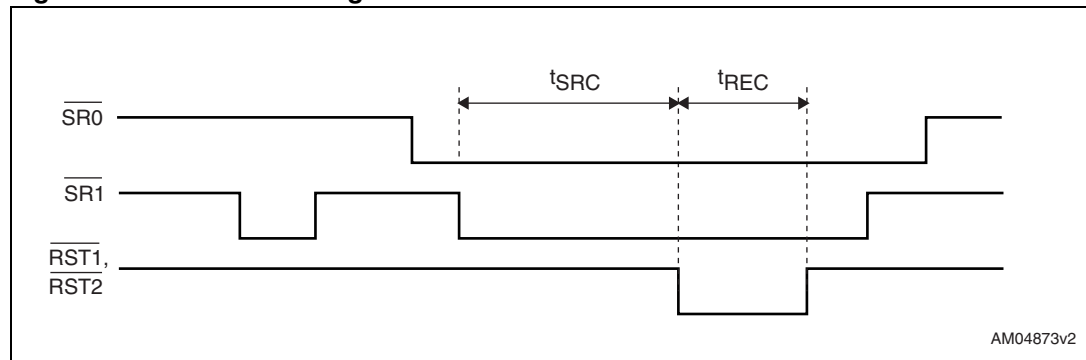 tSRC tREC
SR0
SR1
RST1,
RST2
AM04873v2